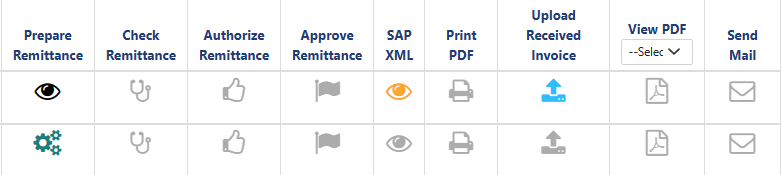 Prepare
Remittance
Check
Remittance
Authorize
Remittance
Approve
Remittance
SAP
XML
Print
PDF
Upload
Received
Invoice
View PDF
--Selec
Send
Mail